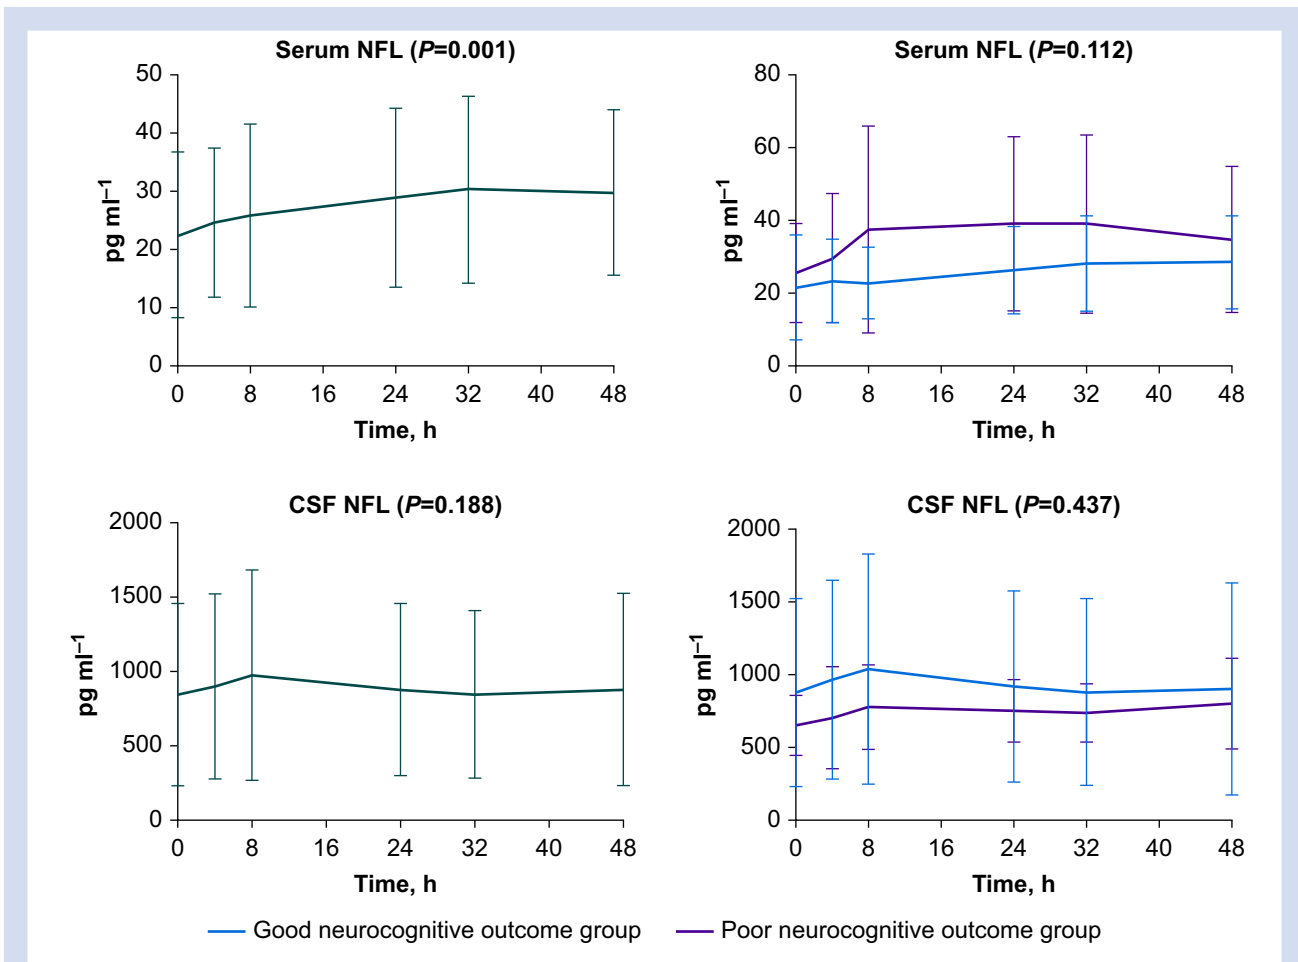 Serum NFL (P=0.001)
50
40
30
20
10
0
pg ml−1
0 8 16 24 32 40 48
Time, h
Serum NFL (P=0.112)
80
60
40
20
0
pg ml−1
0 8 16 24 32 40 48
Time, h
CSF NFL (P=0.188)
2000
1500
1000
500
0
pg ml−1
0 8 16 24 32 40 48
Time, h
CSF NFL (P=0.437)
2000
1500
1000
500
0
pg ml−1
0 8 16 24 32 40 48
Time, h
Good neurocognitive outcome group
Poor neurocognitive outcome group